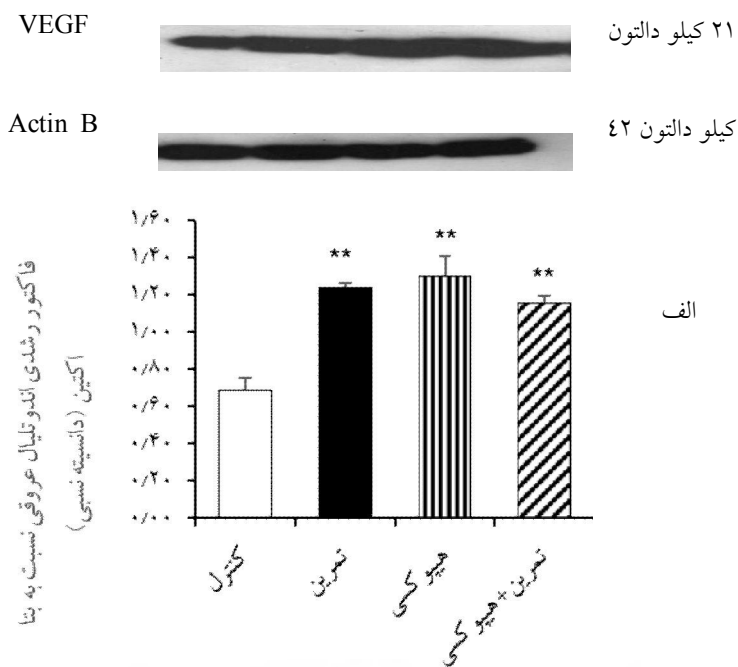 VEGF
۲۱ کیلو دالتون
Actin B
کیلو دالتون ٤٢
۱/۶۰
۱/۴۰
۱/۲۰
۱/۰۰
۰/۸۰
۰/۶۰
۰/۴۰
۰/۲۰
۰/۰۰
**
**
**
الف
فاکتور رشدی اندوتلیال عروقی نسبت به بتا
اکتین (دانسیته نسبی)
کنترل
تمرین
هیپوکسی
تمرین+هیپوکسی